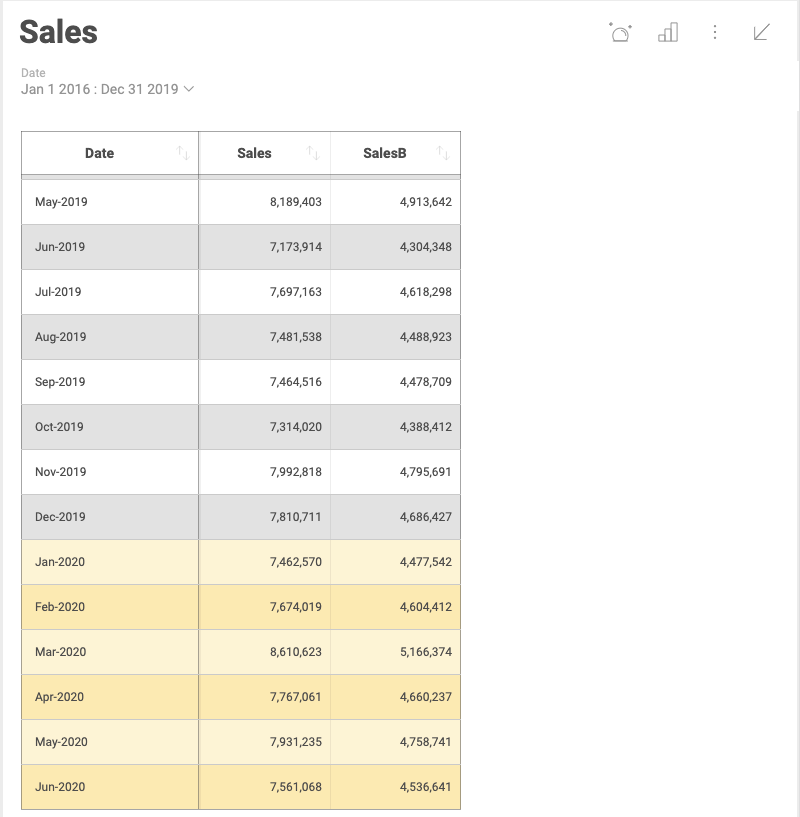 Sales
Date
Jan 1 2016 : Dec 31 2019
Date Sales SalesB
May-2019 8,189,403 4,913,642
Jun-2019 7,173,914 4,304,348
Jul-2019 7,697,163 4,618,298
Aug-2019 7,481,538 4,488,923
Sep-2019 7,464,516 4,478,709
Oct-2019 7,314,020 4,388,412
Nov-2019 7,992,818 4,795,691
Dec-2019 7,810,711 4,686,427
Jan-2020 7,462,570 4,477,542
Feb-2020 7,674,019 4,604,412
Mar-2020 8,610,623 5,166,374
Apr-2020 7,767,061 4,660,237
May-2020 7,931,235 4,758,741
Jun-2020 7,561,068 4,536,641